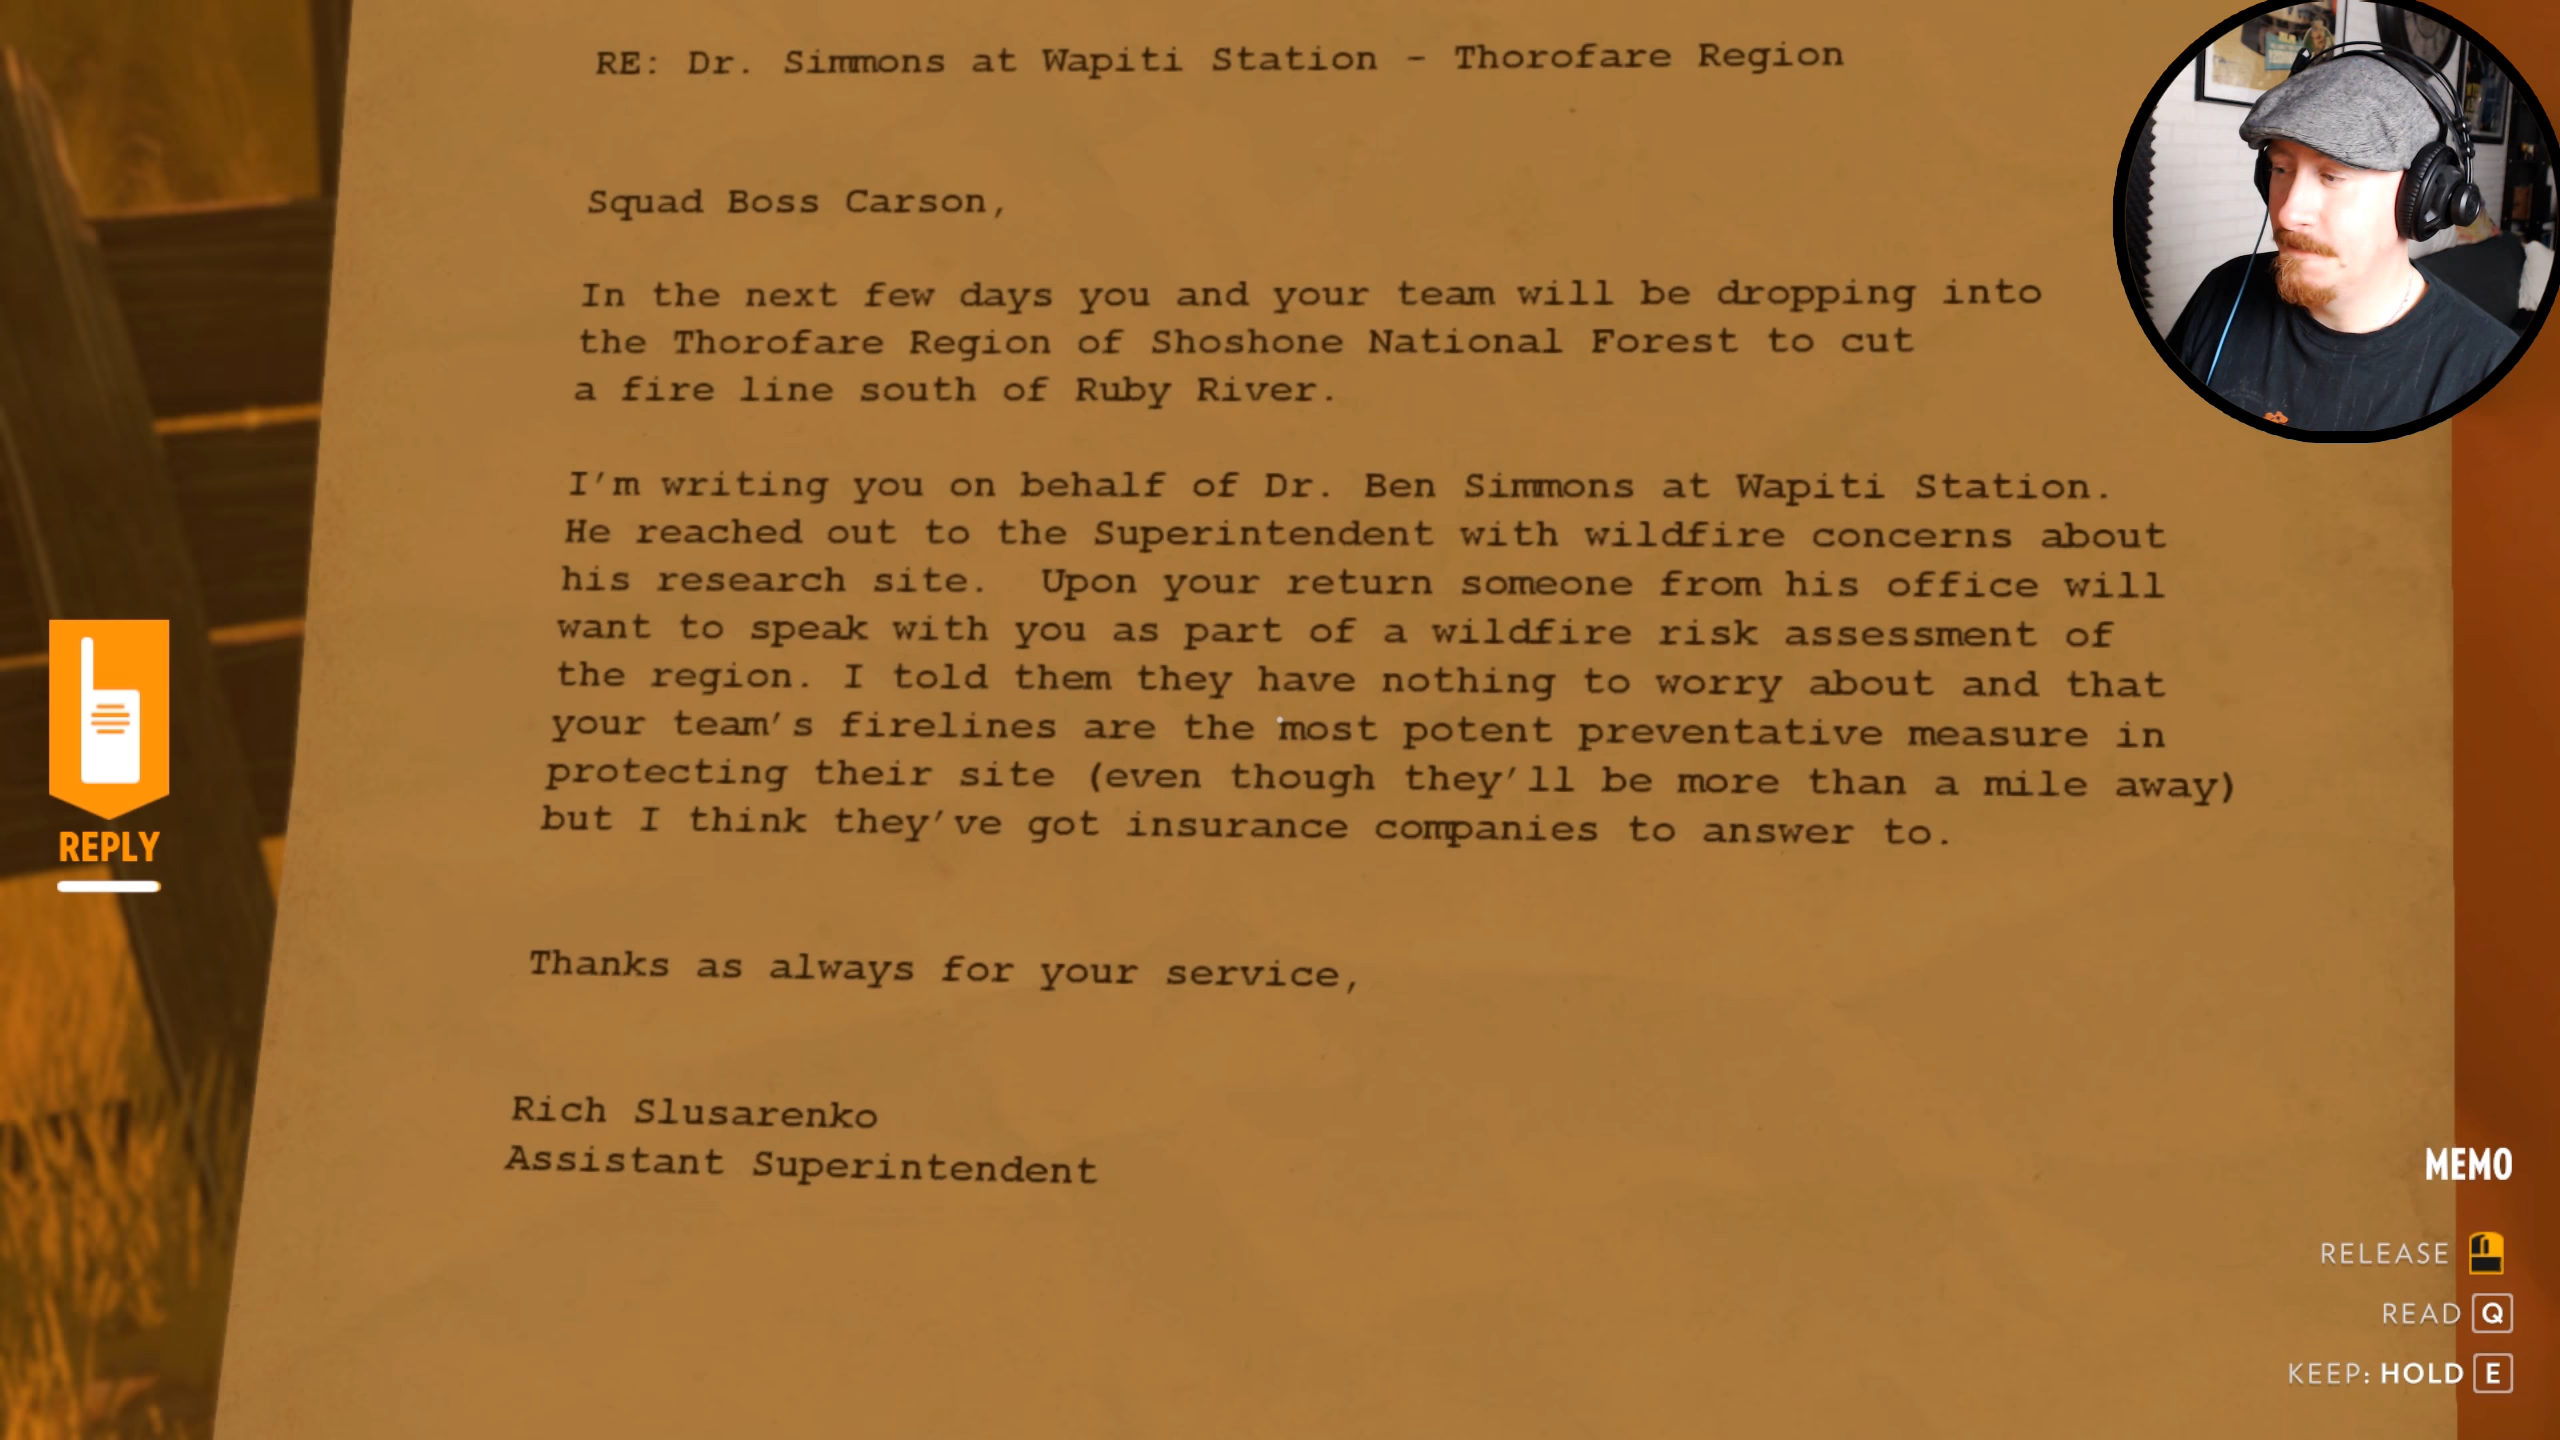 RE: Dr. Simmons at Wapiti Station - Thorofare Region
Squad Boss Carson,
In the next few days you and your team will be dropping into
the Thorofare Region of Shoshone National Forest to cut
a fire line south of Ruby River.
I'm writing you on behalf of Dr. Ben Simmons at Wapiti Station.
He reached out to the Superintendent with wildfire concerns about
his research site.  Upon your return someone from his office will
want to speak with you as part of a wildfire risk assessment of
the region. I told them they have nothing to worry about and that
your team's firelines are the most potent preventative measure in
protecting their site (even though they'll be more than a mile away)
but I think they've got insurance companies to answer to.
Thanks as always for your service,
Rich Slusarenko
Assistant Superintendent
REPLY
MEMO
RELEASE
READ Q
KEEP: HOLD E